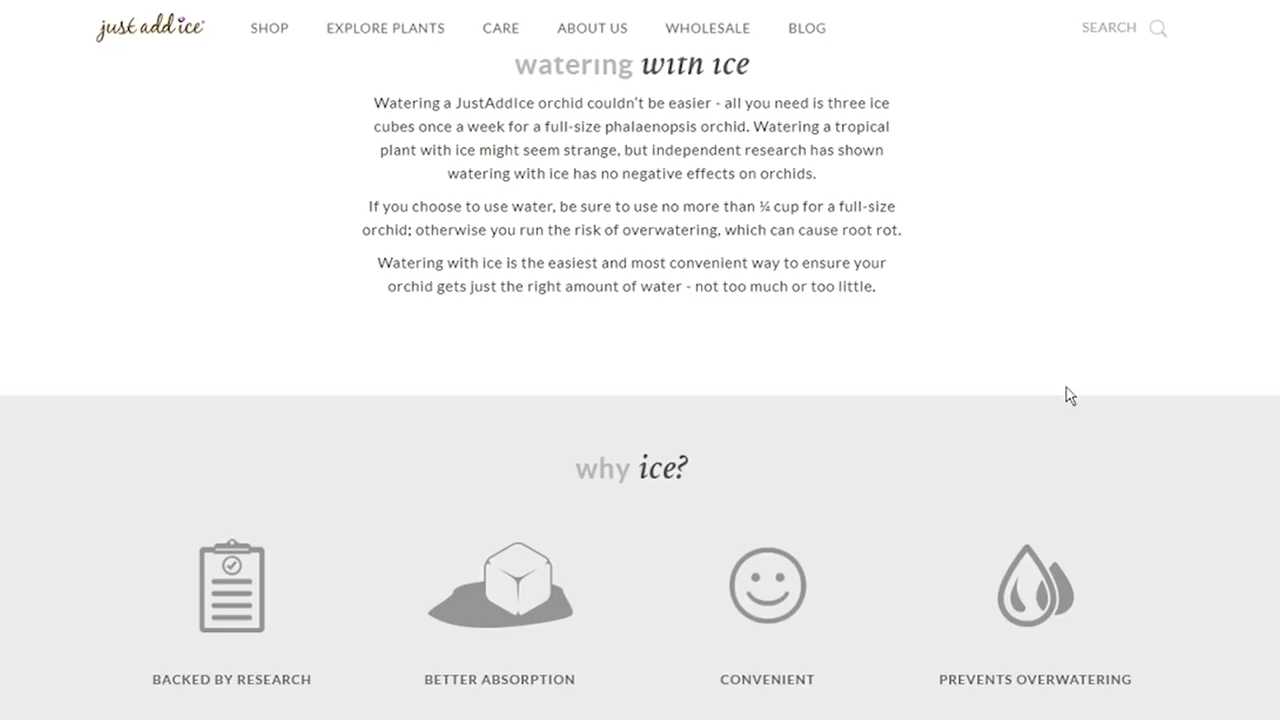 just add ice SHOP EXPLORE PLANTS CARE ABOUT US WHOLESALE BLOG SEARCH
watering with ice
Watering a JustAddIce orchid couldn't be easier - all you need is three ice
cubes once a week for a full-size phalaenopsis orchid. Watering a tropical
plant with ice might seem strange, but independent research has shown
watering with ice has no negative effects on orchids.
If you choose to use water, be sure to use no more than ¼ cup for a full-size
orchid; otherwise you run the risk of overwatering, which can cause root rot.
Watering with ice is the easiest and most convenient way to ensure your
orchid gets just the right amount of water - not too much or too little.
why ice?
BACKED BY RESEARCH BETTER ABSORPTION CONVENIENT PREVENTS OVERWATERING